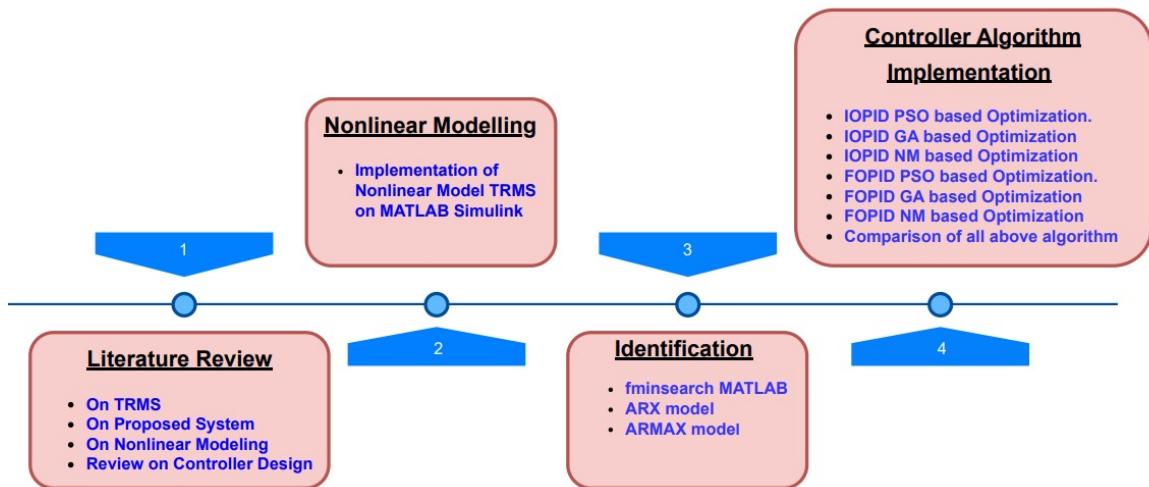 1
Literature Review
• On TRMS
• On Proposed System
• On Nonlinear Modeling
• Review on Controller Design
Nonlinear Modelling
• Implementation of
Nonlinear Model TRMS
on MATLAB Simulink
2
3
Identification
• fminsearch MATLAB
• ARX model
• ARMAX model
Controller Algorithm
Implementation
• IOPID PSO based Optimization.
• IOPID GA based Optimization
• IOPID NM based Optimization
• FOPID PSO based Optimization.
• FOPID GA based Optimization
• FOPID NM based Optimization
• Comparison of all above algorithm
4